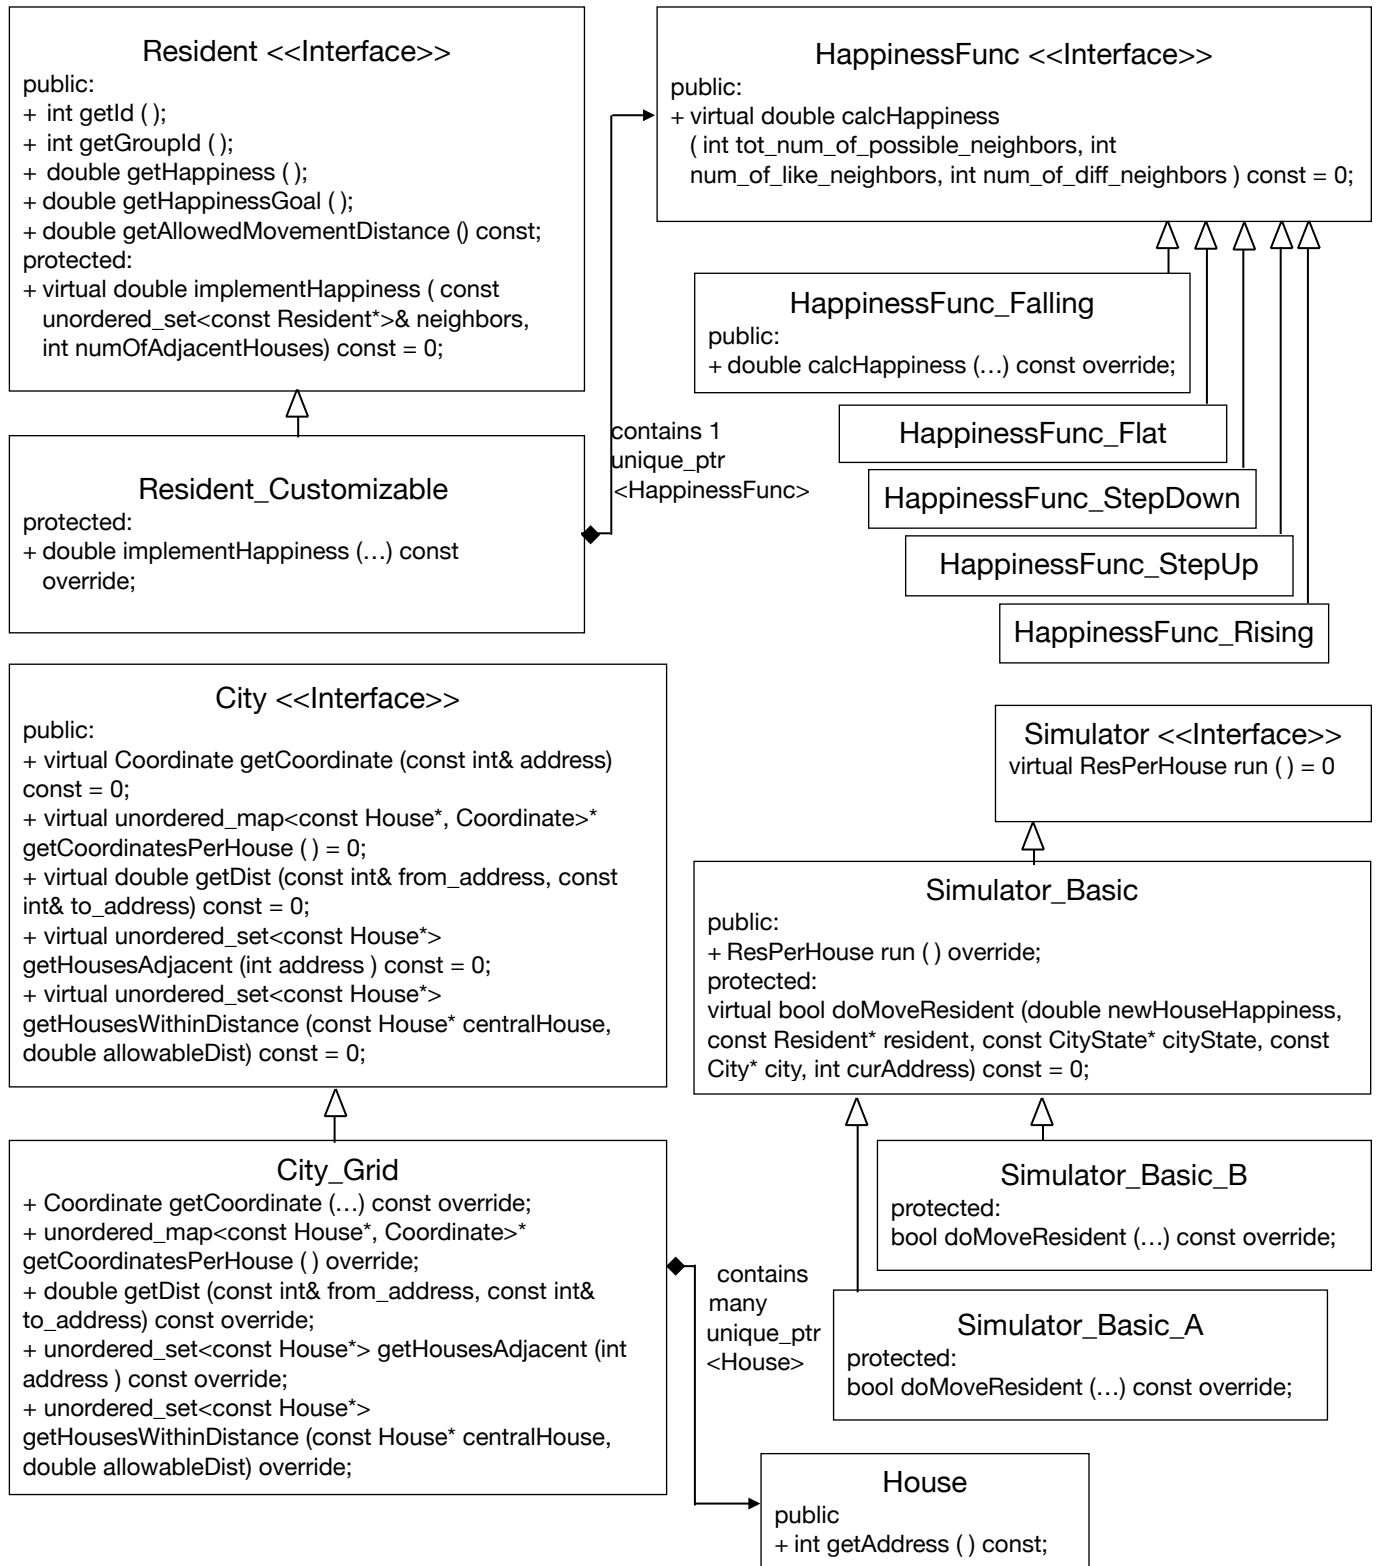 Resident <<Interface>>
public:
+ int getId ( );
+ int getGroupId ( );
+ double getHappiness ( );
+ double getHappinessGoal ( );
+ double getAllowedMovementDistance () const;
protected:
+ virtual double implementHappiness ( const
unordered_set<const Resident*>& neighbors,
int numOfAdjacentHouses) const = 0;
HappinessFunc <<Interface>>
public:
+ virtual double calcHappiness
( int tot_num_of_possible_neighbors, int
num_of_like_neighbors, int num_of_diff_neighbors ) const = 0;
HappinessFunc_Falling
public:
+ double calcHappiness (…) const override;
HappinessFunc_Flat
HappinessFunc_StepDown
HappinessFunc_StepUp
HappinessFunc_Rising
contains 1
unique_ptr
<HappinessFunc>
Resident_Customizable
protected:
+ double implementHappiness (…) const
override;
City <<Interface>>
public:
+ virtual Coordinate getCoordinate (const int& address)
const = 0;
+ virtual unordered_map<const House*, Coordinate>*
getCoordinatesPerHouse ( ) = 0;
+ virtual double getDist (const int& from_address, const
int& to_address) const = 0;
+ virtual unordered_set<const House*>
getHousesAdjacent (int address ) const = 0;
+ virtual unordered_set<const House*>
getHousesWithinDistance (const House* centralHouse,
double allowableDist) const = 0;
Simulator <<Interface>>
virtual ResPerHouse run ( ) = 0
Simulator_Basic
public:
+ ResPerHouse run ( ) override;
protected:
virtual bool doMoveResident (double newHouseHappiness,
const Resident* resident, const CityState* cityState, const
City* city, int curAddress) const = 0;
City_Grid
+ Coordinate getCoordinate (…) const override;
+ unordered_map<const House*, Coordinate>*
getCoordinatesPerHouse ( ) override;
+ double getDist (const int& from_address, const int&
to_address) const override;
+ unordered_set<const House*> getHousesAdjacent (int
address ) const override;
+ unordered_set<const House*>
getHousesWithinDistance (const House* centralHouse,
double allowableDist) override;
Simulator_Basic_B
protected:
bool doMoveResident (…) const override;
contains
many
unique_ptr
<House>
Simulator_Basic_A
protected:
bool doMoveResident (…) const override;
House
public
+ int getAddress ( ) const;